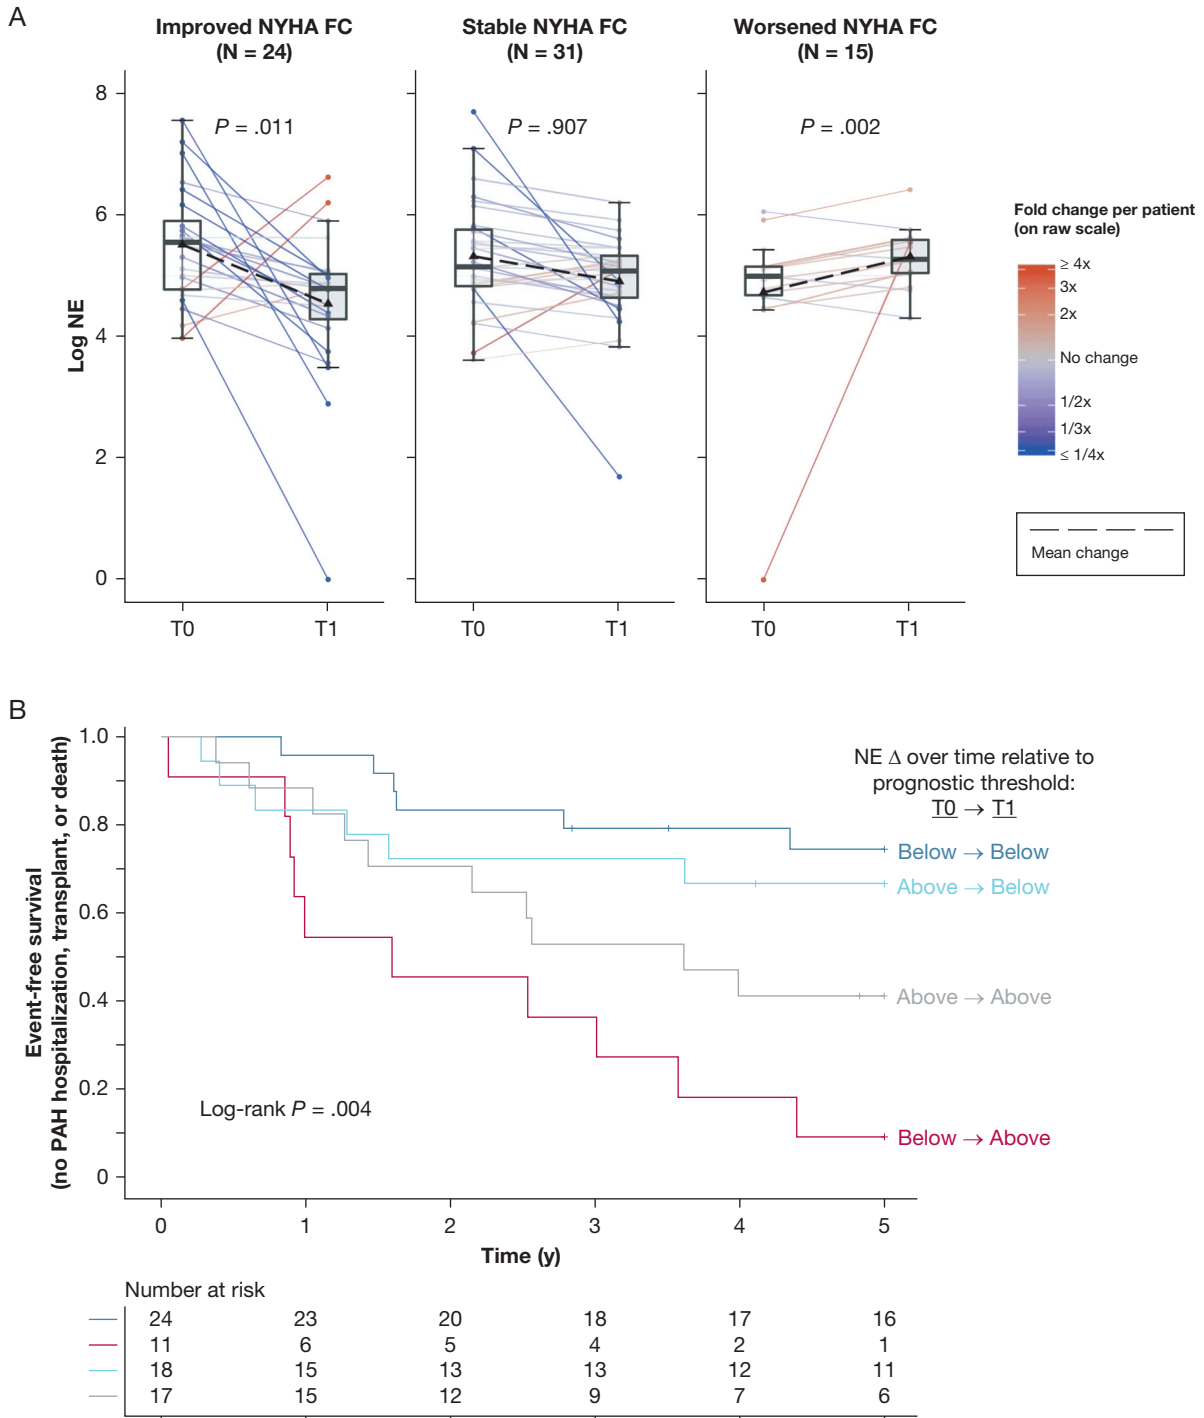 A
Improved NYHA FC
(N = 24)
Stable NYHA FC
(N = 31)
Worsened NYHA FC
(N = 15)
P = .011
P = .907
P = .002
Log NE
8
6
4
2
0
T0
T1
T0
T1
T0
T1
Fold change per patient
(on raw scale)
≥ 4x
3x
2x
No change
1/2x
1/3x
≤ 1/4x
Mean change
B
Event-free survival
(no PAH hospitalization, transplant, or death)
1.0
0.8
0.6
0.4
0.2
0
NE Δ over time relative to
prognostic threshold:
T0 → T1
Below → Below
Above → Below
Above → Above
Below → Above
Log-rank P = .004
0 1 2 3 4 5
Time (y)
Number at risk
24 23 20 18 17 16
11 6 5 4 2 1
18 15 13 13 12 11
17 15 12 9 7 6